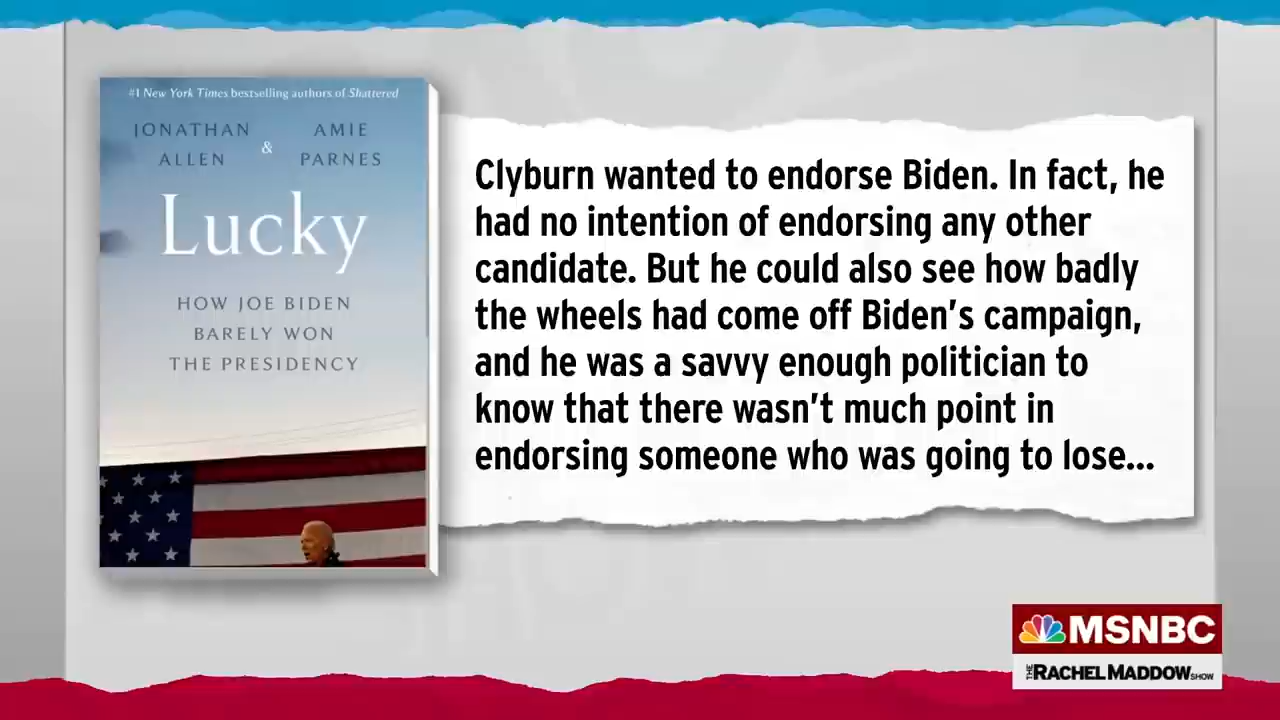 #1 New York Times bestselling authors of Shattered
JONATHAN ALLEN
&
AMIE PARNES
Lucky
HOW JOE BIDEN
BARELY WON
THE PRESIDENCY
Clyburn wanted to endorse Biden. In fact, he
had no intention of endorsing any other
candidate. But he could also see how badly
the wheels had come off Biden's campaign,
and he was a savvy enough politician to
know that there wasn't much point in
endorsing someone who was going to lose...
MSNBC
THE RACHEL MADDOW SHOW